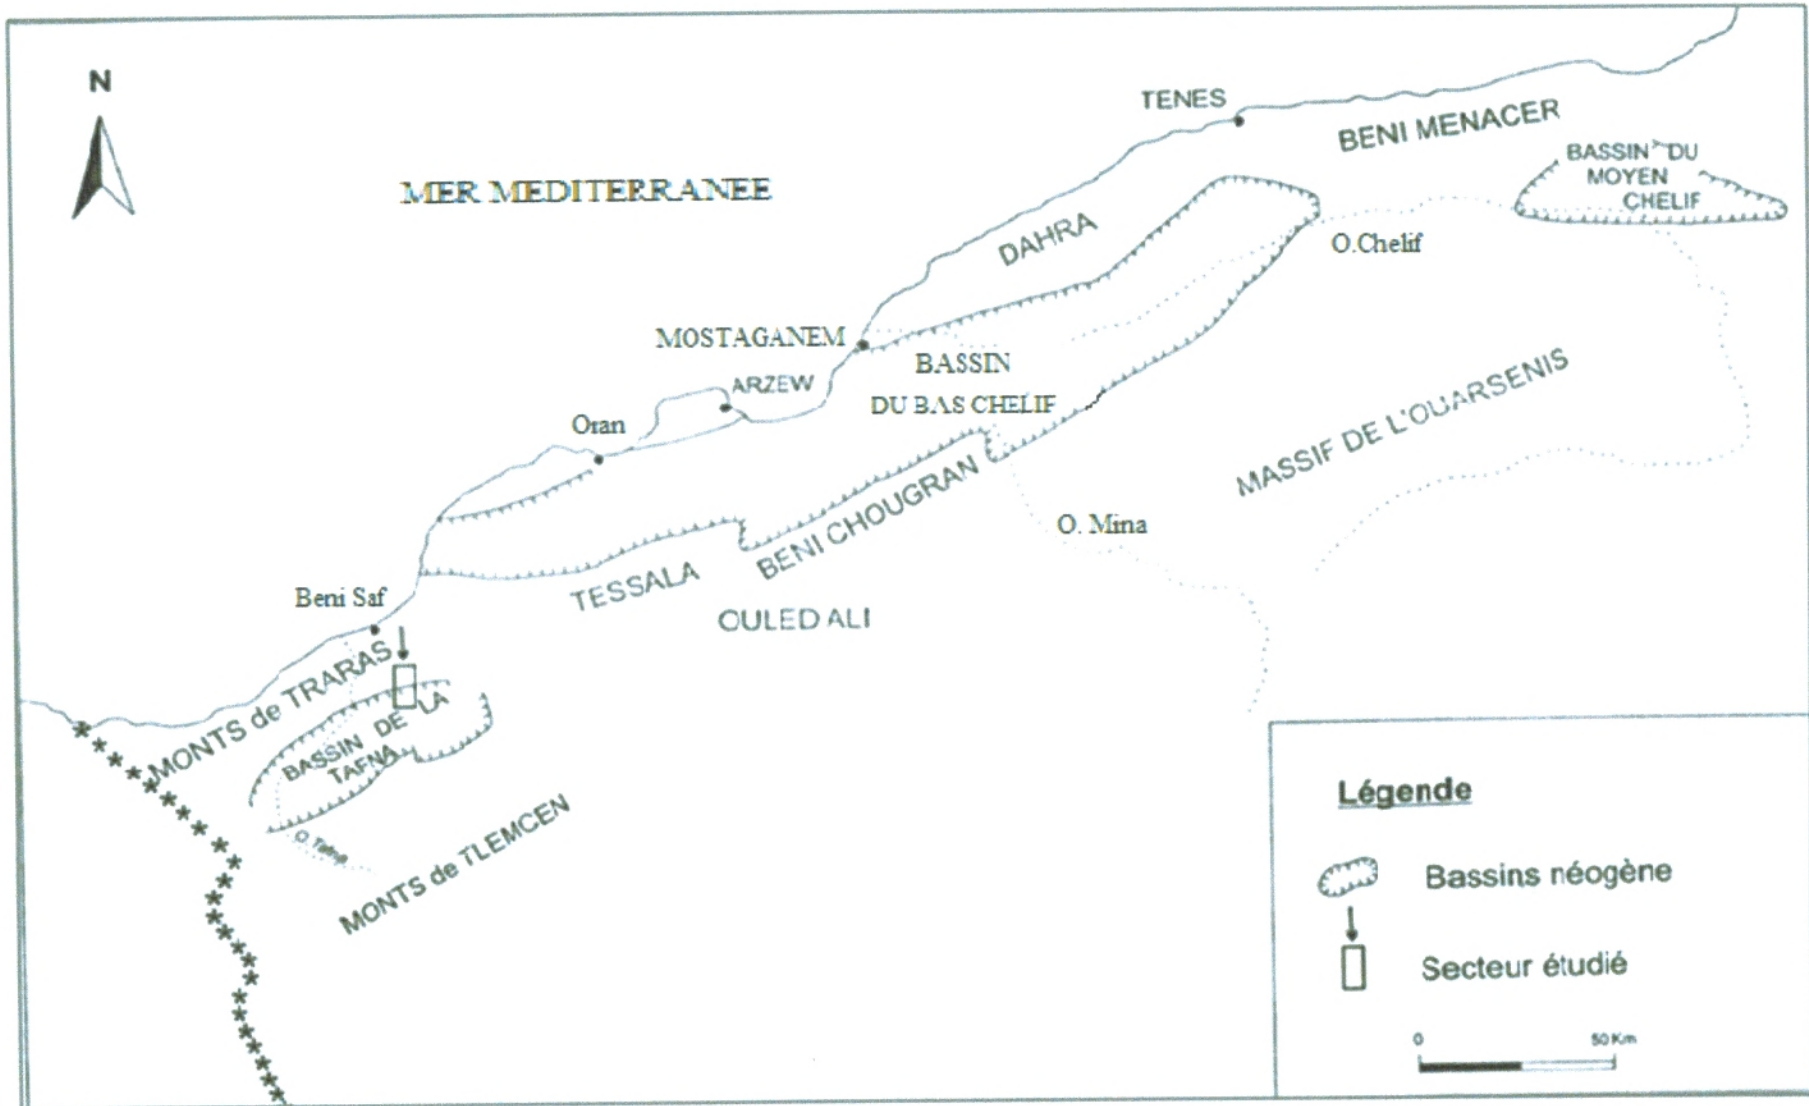 N
TENES
BENI MENACER
BASSIN DU
MOYEN
CHELIF
MER MEDITERRANEE
DAHRA
O.Chelif
MOSTAGANEM
BASSIN
DU BAS CHELIF
ARZEW
Oran
MASSIF DE L'OUARSENIS
BENI CHOUGRAN
O. Mina
TESSALA
OULED ALI
Beni Saf
MONTS de TRARAS
BASSIN DE LA
TAFNA
O. Tafna
MONTS de TLEMCEN
Légende
Bassins néogène
Secteur étudié
0 50 Km